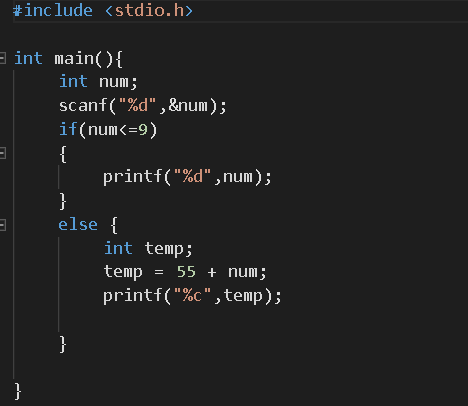 #include <stdio.h>
int main(){
int num;
scanf("%d",&num);
if(num<=9)
{
printf("%d",num);
}
else {
int temp;
temp = 55 + num;
printf("%c",temp);
}
}